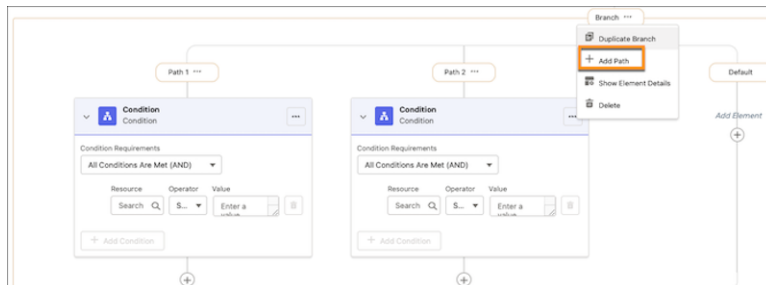 Branch ...
Duplicate Branch
+ Add Path
Show Element Details
Delete
Path 1 ...
Path 2 ...
Default
Condition
Condition
...
Condition
Condition
...
Add Element
Condition Requirements
All Conditions Are Met (AND)
Condition Requirements
All Conditions Are Met (AND)
Resource Operator Value
Search S... Enter a value
Resource Operator Value
Search S... Enter a value
+ Add Condition
+ Add Condition